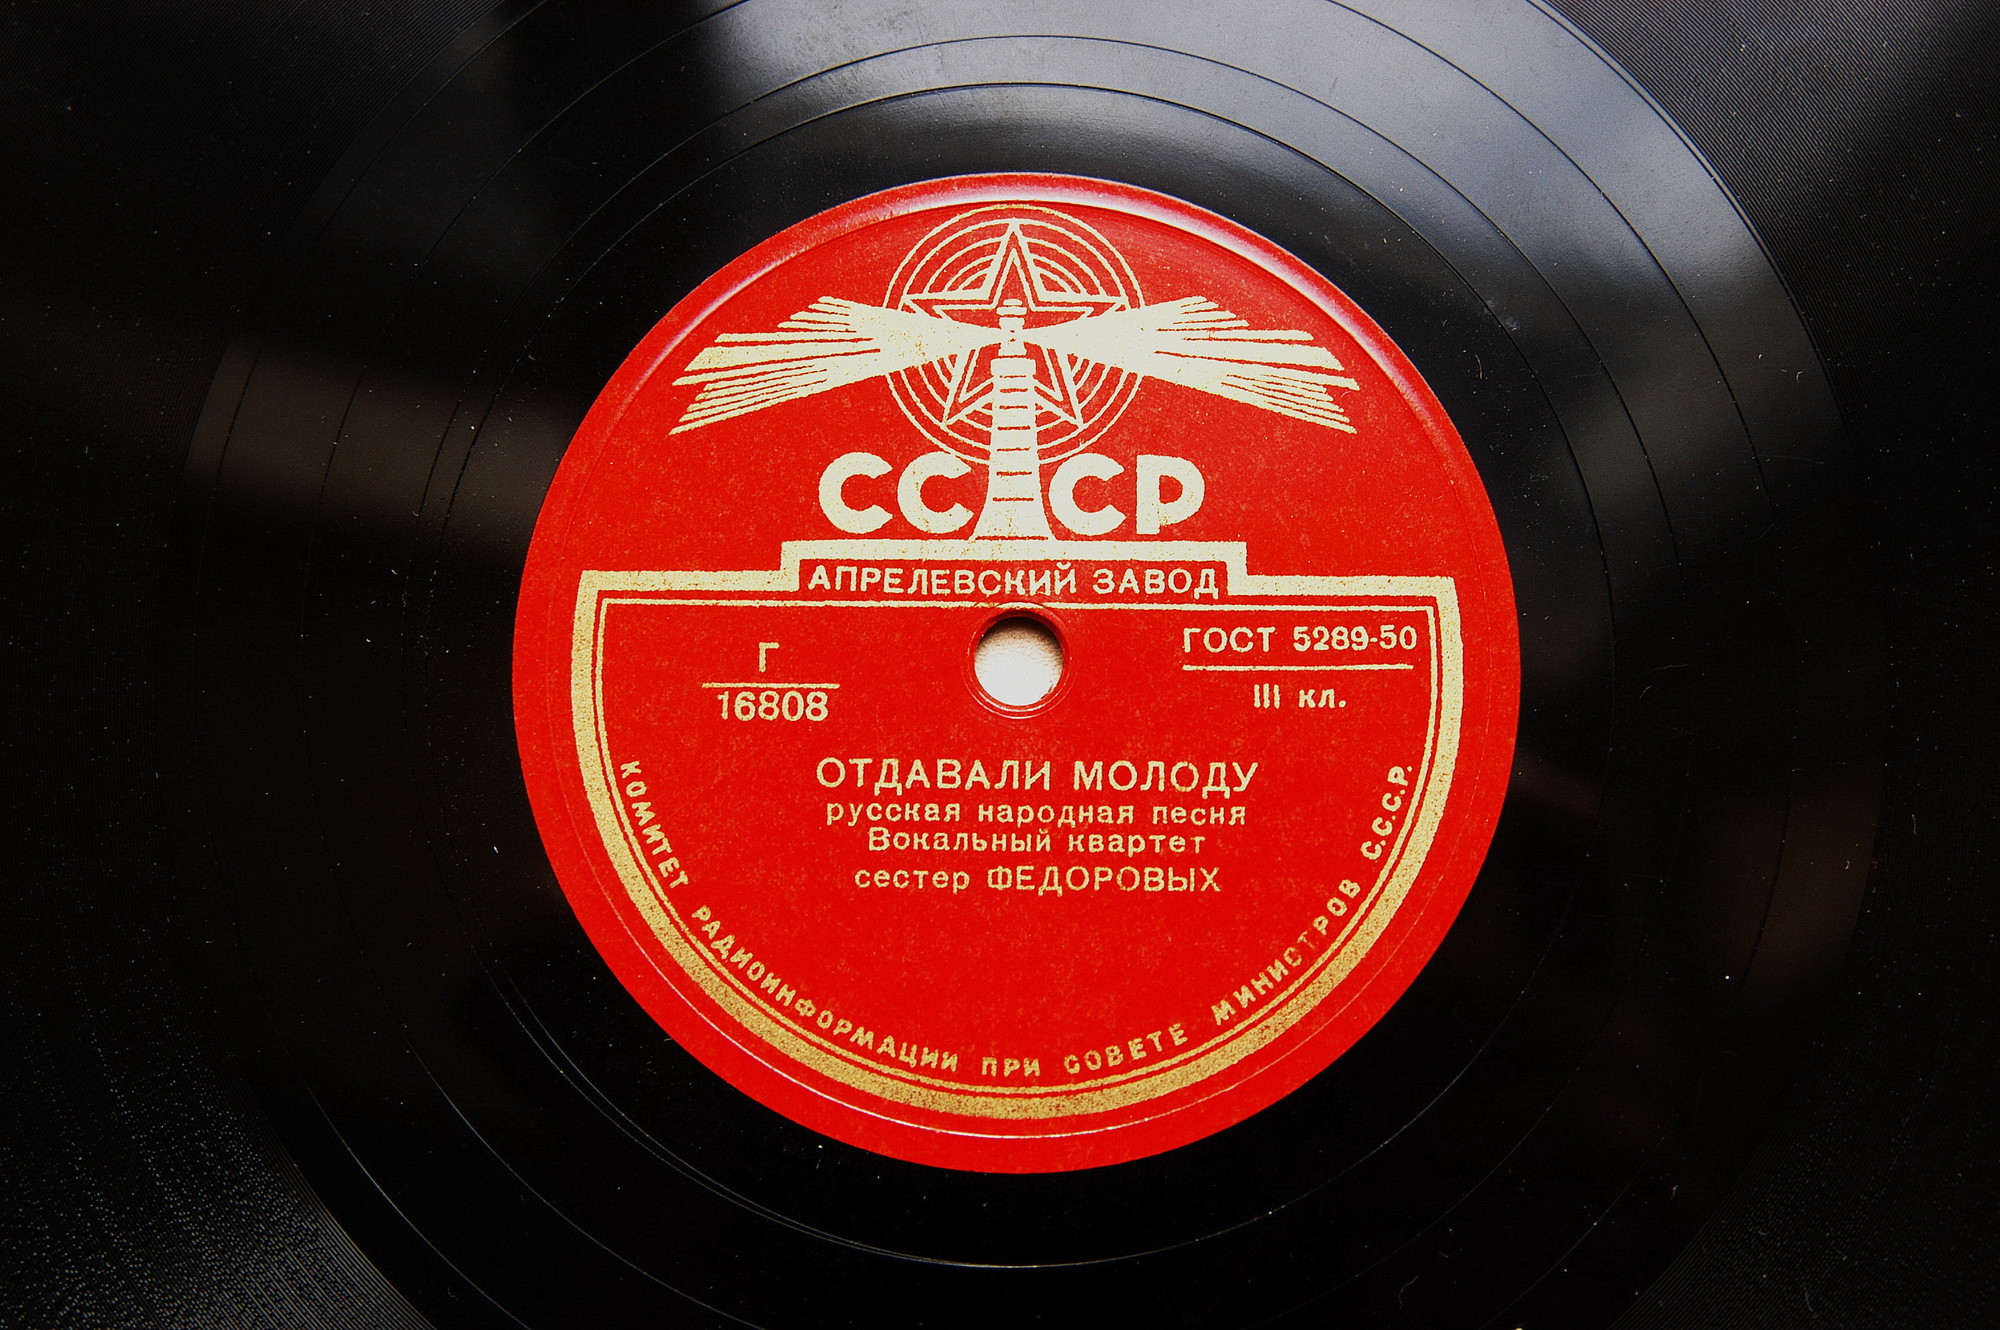 СССР
АПРЕЛЕВСКИЙ ЗАВОД
Г
16808
ГОСТ 5289-50
III кл.
ОТДАВАЛИ МОЛОДУ
русская народная песня
Вокальный квартет
сестер ФЕДОРОВЫХ
КОМИТЕТ РАДИОИНФОРМАЦИИ ПРИ СОВЕТЕ МИНИСТРОВ С.С.С.Р.